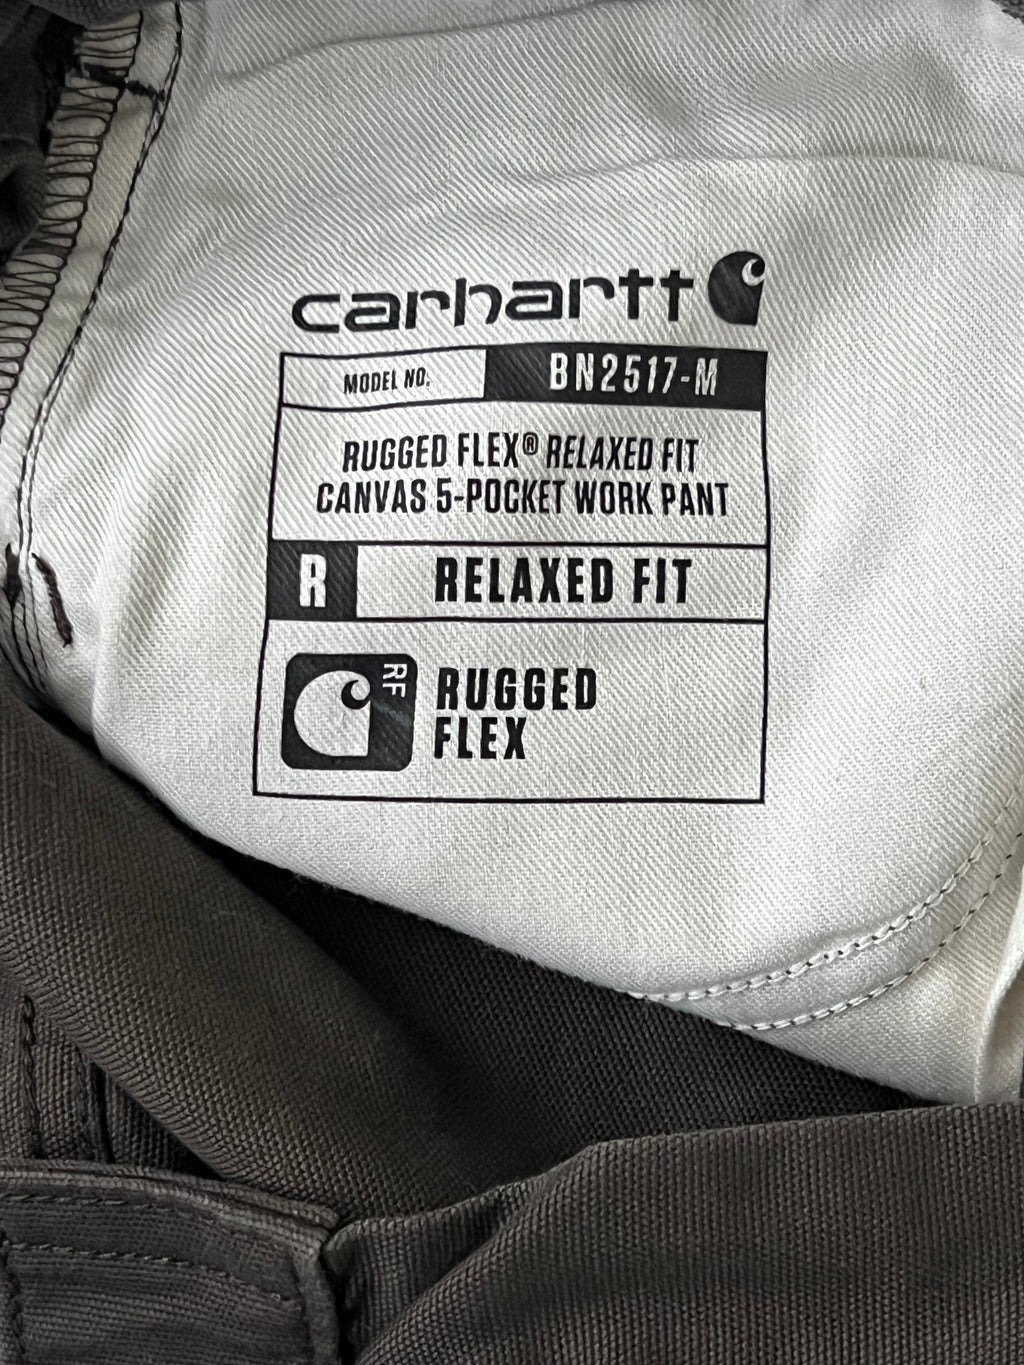 carhartt
MODEL NO. BN2517-M
RUGGED FLEX® RELAXED FIT
CANVAS 5-POCKET WORK PANT
R RELAXED FIT
RF
RUGGED
FLEX